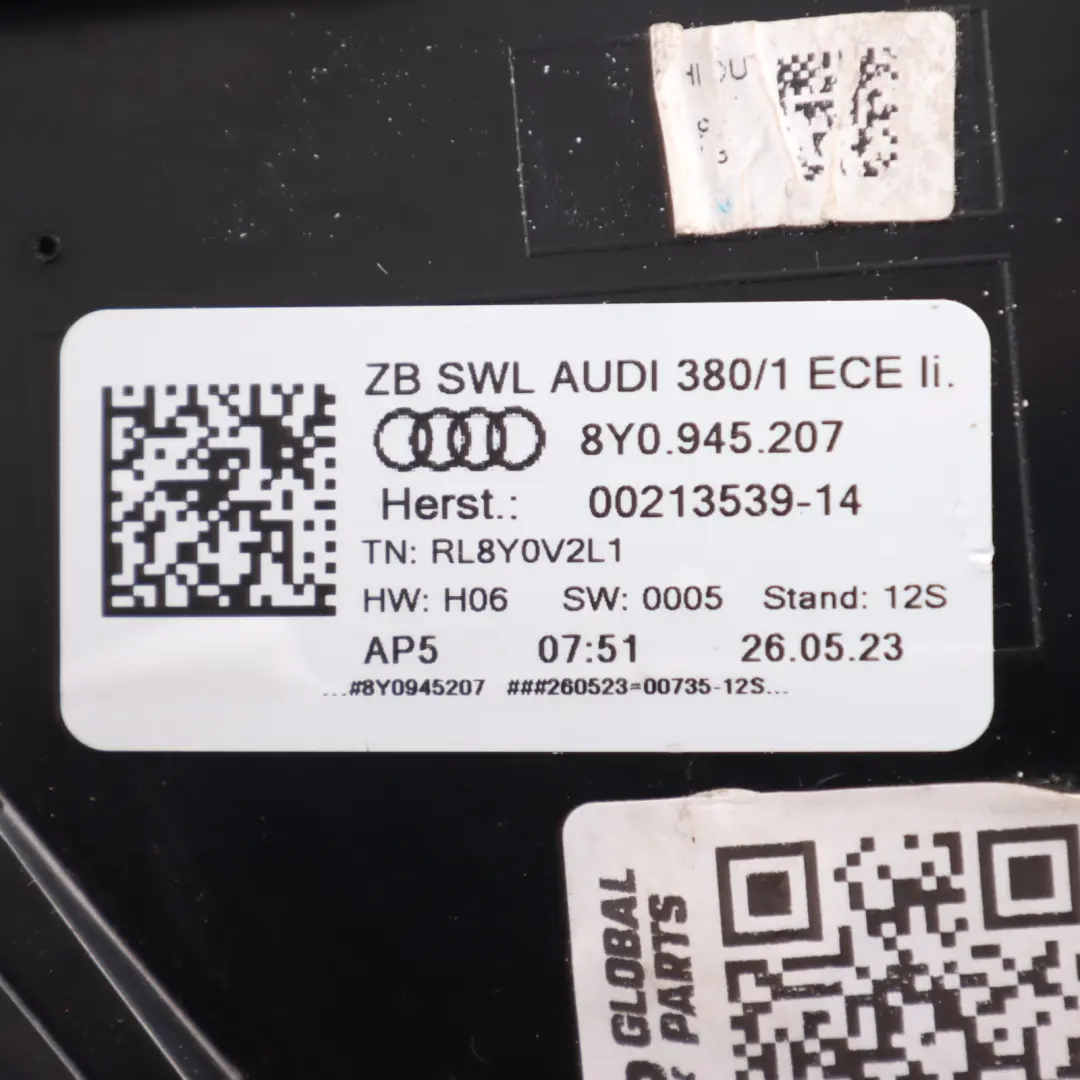 ZB SWL AUDI 380/1 ECE li.
8Y0.945.207
Herst.: 00213539-14
TN: RL8Y0V2L1
HW: H06 SW: 0005 Stand: 12S
AP5 07:51 26.05.23
...#8Y0945207 ###260523=00735-12S...
GLOBAL
PARTS